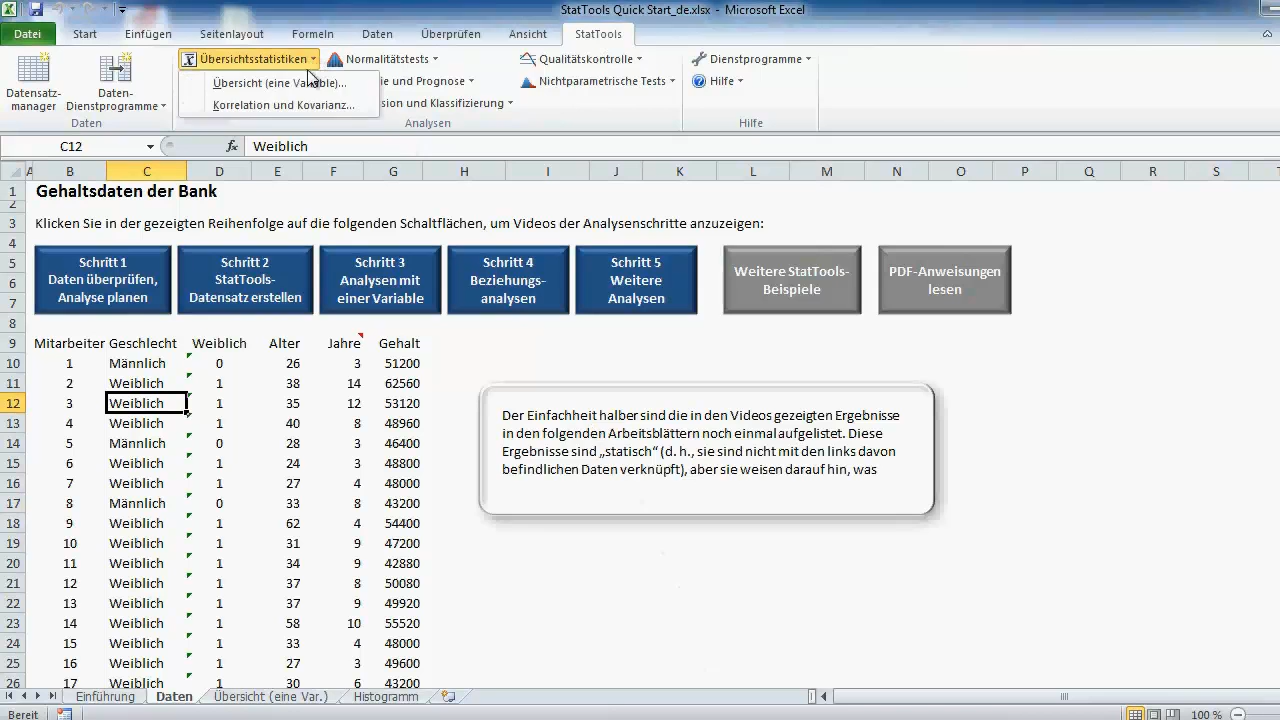 StatTools Quick Start_de.xlsx - Microsoft Excel
Datei Start Einfügen Seitenlayout Formeln Daten Überprüfen Ansicht StatTools
Übersichtsstatistiken Normalitätstests Qualitätskontrolle Dienstprogramme
Übersicht (eine Variable)... ie und Prognose Nichtparametrische Tests Hilfe
Datensatz-manager Daten-Dienstprogramme Korrelation und Kovarianz... sion und Klassifizierung
Daten Analysen Hilfe
C12 fx Weiblich
A B C D E F G H I J K L M N O P Q R S T
1 Gehaltsdaten der Bank
2
3 Klicken Sie in der gezeigten Reihenfolge auf die folgenden Schaltflächen, um Videos der Analysenschritte anzuzeigen:
4
5
6
7
8
Schritt 1
Daten überprüfen,
Analyse planen
Schritt 2
StatTools-
Datensatz erstellen
Schritt 3
Analysen mit
einer Variable
Schritt 4
Beziehungs-
analysen
Schritt 5
Weitere
Analysen
Weitere StatTools-
Beispiele
PDF-Anweisungen
lesen
9 Mitarbeiter Geschlecht Weiblich Alter Jahre Gehalt
10 1 Männlich 0 26 3 51200
11 2 Weiblich 1 38 14 62560
12 3 Weiblich 1 35 12 53120
13 4 Weiblich 1 40 8 48960
14 5 Männlich 0 28 3 46400
15 6 Weiblich 1 24 3 48800
16 7 Weiblich 1 27 4 48000
17 8 Männlich 0 33 8 43200
18 9 Weiblich 1 62 4 54400
19 10 Weiblich 1 31 9 47200
20 11 Weiblich 1 34 9 42880
21 12 Weiblich 1 37 8 50080
22 13 Weiblich 1 37 9 49920
23 14 Weiblich 1 58 10 55520
24 15 Weiblich 1 33 4 48000
25 16 Weiblich 1 27 3 49600
26 17 Weiblich 1 30 6 43200
Der Einfachheit halber sind die in den Videos gezeigten Ergebnisse
in den folgenden Arbeitsblättern noch einmal aufgelistet. Diese
Ergebnisse sind „statisch“ (d. h., sie sind nicht mit den links davon
befindlichen Daten verknüpft), aber sie weisen darauf hin, was
Einführung Daten Übersicht (eine Var.) Histogramm
Bereit 100 %